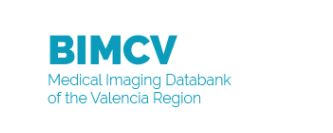 BIMCV
Medical Imaging Databank
of the Valencia Region